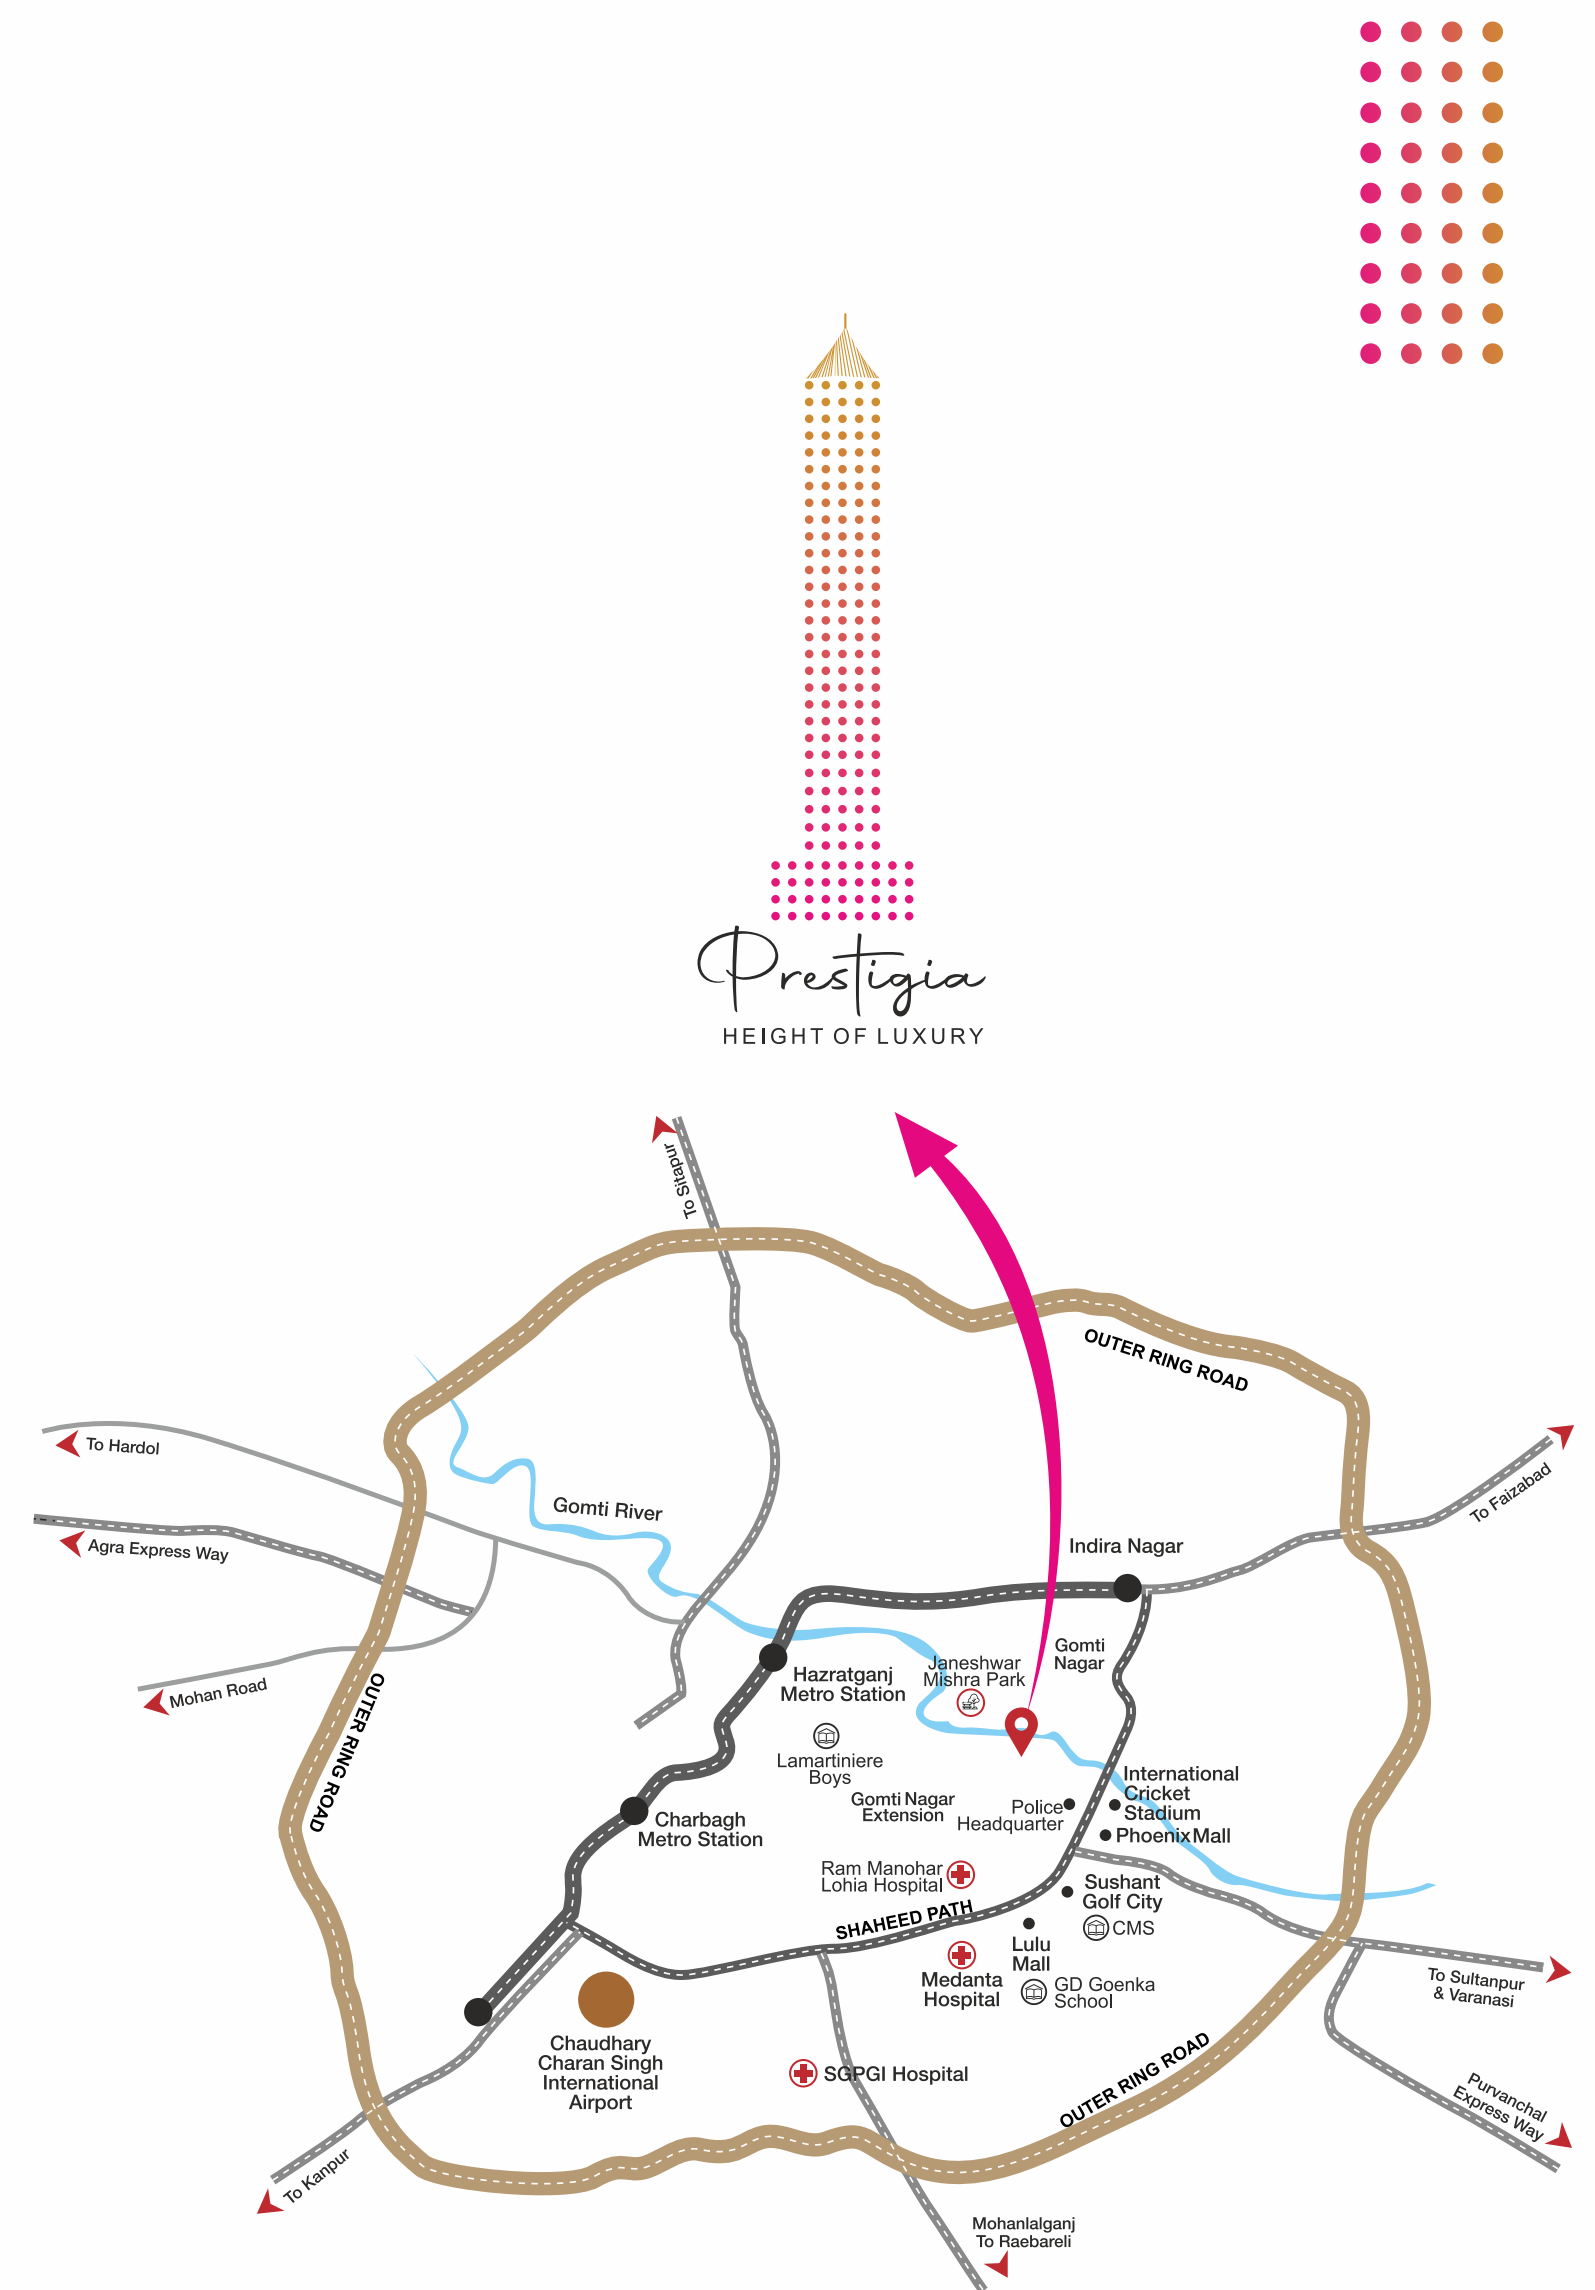 Prestigia
HEIGHT OF LUXURY
To Sitapur
OUTER RING ROAD
To Hardol
Agra Express Way
Mohan Road
Gomti River
To Faizabad
Indira Nagar
Gomti
Nagar
Janeshwar
Mishra Park
Hazratganj
Metro Station
OUTER RING ROAD
Lamartiniere
Boys
Gomti Nagar
Extension
Police
Headquarter
International
Cricket
Stadium
Phoenix Mall
Charbagh
Metro Station
Ram Manohar
Lohia Hospital
Sushant
Golf City
CMS
SHAHEED PATH
Lulu
Mall
Medanta
Hospital
GD Goenka
School
To Sultanpur
& Varanasi
Chaudhary
Charan Singh
International
Airport
SGPGI Hospital
OUTER RING ROAD
Purvanchal
Express Way
To Kanpur
Mohanlalganj
To Raebareli